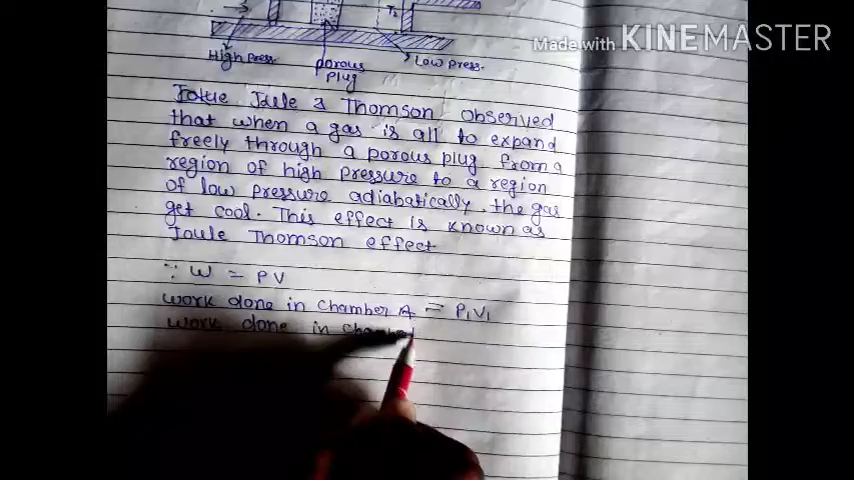 Made with KINEMASTER
T2
High Press.
porous
plug
Low press.
Joule & Thomson observed
that when a gas is all to expand
freely through a porous plug from a
region of high pressure to a region
of low pressure adiabatically. the gas
get cool. This effect is known as
Joule Thomson effect
∵ W = PV
work done in chamber A = P₁V₁
work done in chamber